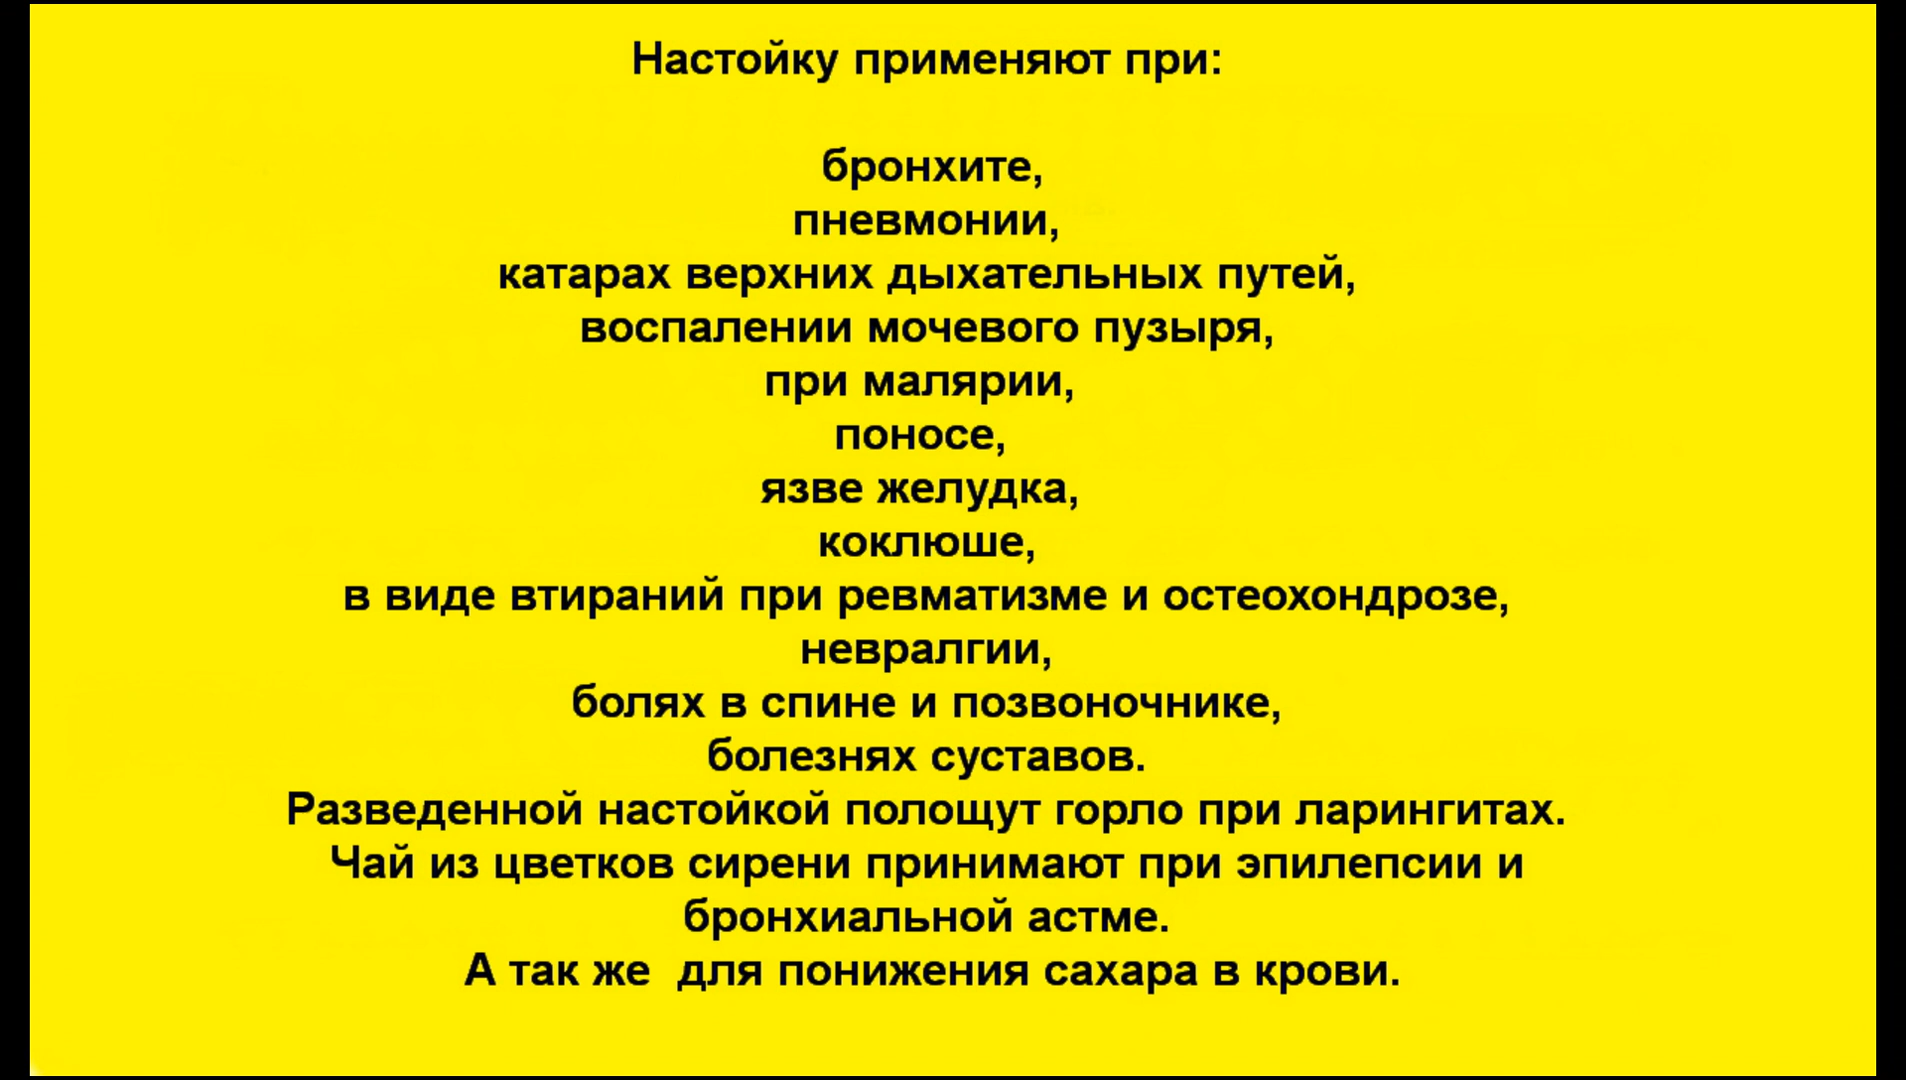 Настойку применяют при:
бронхите,
пневмонии,
катарах верхних дыхательных путей,
воспалении мочевого пузыря,
при малярии,
поносе,
язве желудка,
коклюше,
в виде втираний при ревматизме и остеохондрозе,
невралгии,
болях в спине и позвоночнике,
болезнях суставов.
Разведенной настойкой полощут горло при ларингитах.
Чай из цветков сирени принимают при эпилепсии и
бронхиальной астме.
А так же  для понижения сахара в крови.